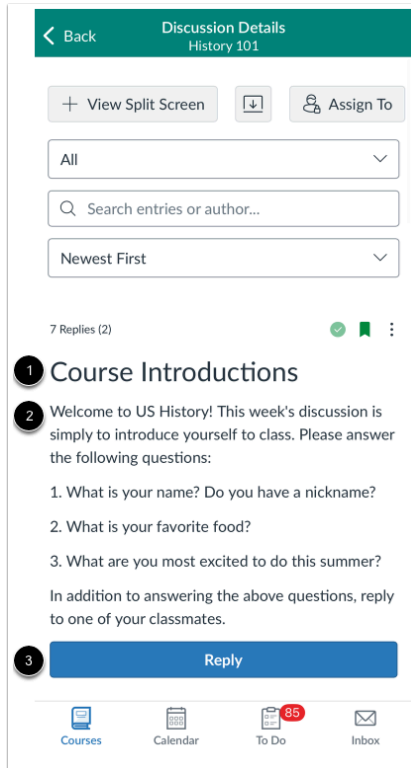 Back
Discussion Details
History 101
View Split Screen
Assign To
All
Search entries or author...
Newest First
7 Replies (2)
1 Course Introductions
2 Welcome to US History! This week's discussion is
simply to introduce yourself to class. Please answer
the following questions:
1. What is your name? Do you have a nickname?
2. What is your favorite food?
3. What are you most excited to do this summer?
In addition to answering the above questions, reply
to one of your classmates.
3 Reply
85
Courses Calendar To Do Inbox